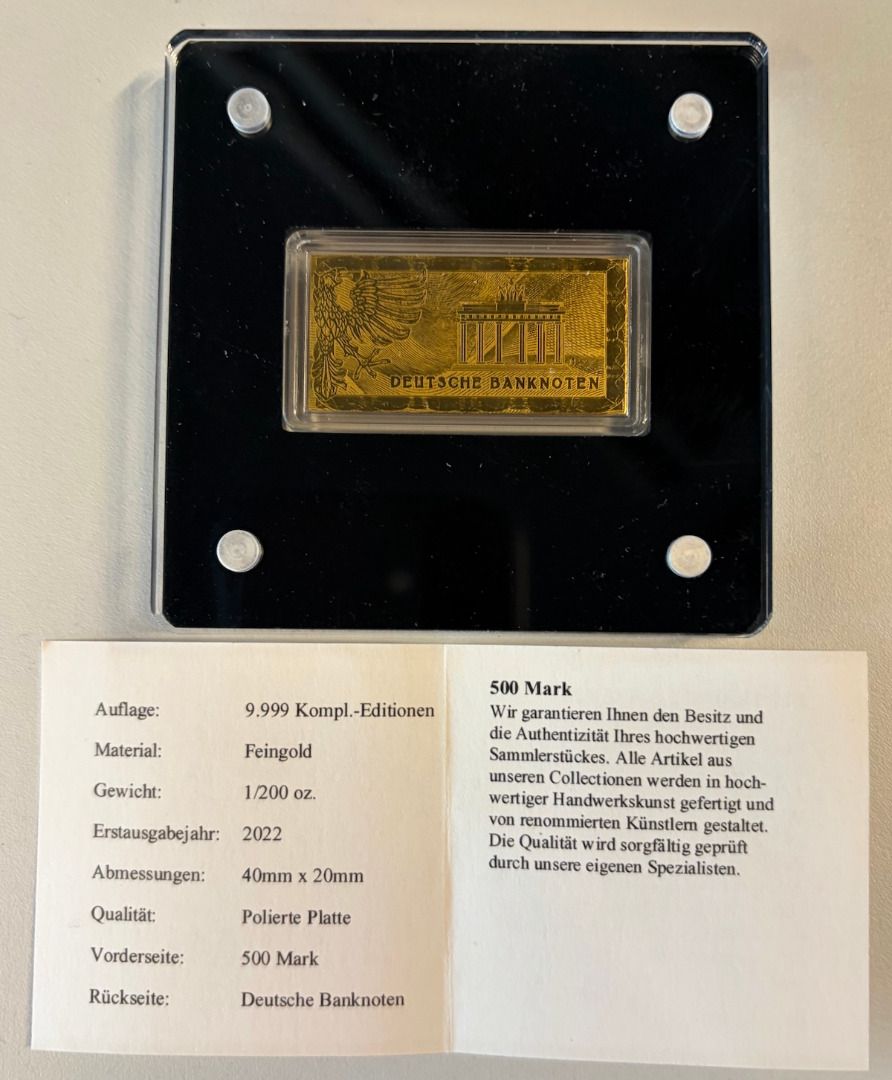 DEUTSCHE BANKNOTEN
Auflage: 9.999 Kompl.-Editionen
Material: Feingold
Gewicht: 1/200 oz.
Erstausgabejahr: 2022
Abmessungen: 40mm x 20mm
Qualität: Polierte Platte
Vorderseite: 500 Mark
Rückseite: Deutsche Banknoten
500 Mark
Wir garantieren Ihnen den Besitz und
die Authentizität Ihres hochwertigen
Sammlerstückes. Alle Artikel aus
unseren Collectionen werden in hoch-
wertiger Handwerkskunst gefertigt und
von renommierten Künstlern gestaltet.
Die Qualität wird sorgfältig geprüft
durch unsere eigenen Spezialisten.